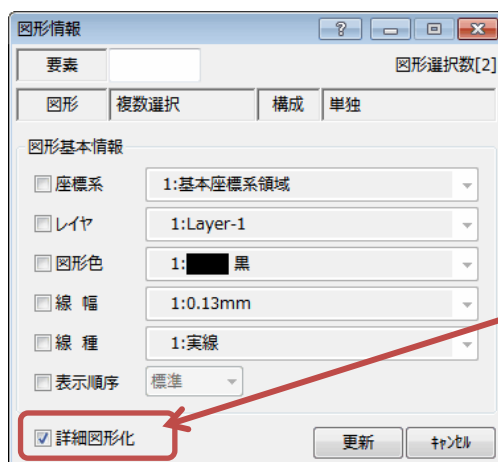 図形情報
要素 図形選択数[2]
図形 複数選択 構成 単独
図形基本情報
座標系 1:基本座標系領域
レイヤ 1:Layer-1
図形色 1: 黒
線 幅 1:0.13mm
線 種 1:実線
表示順序 標準
詳細図形化 更新 ｷｬﾝｾﾙ